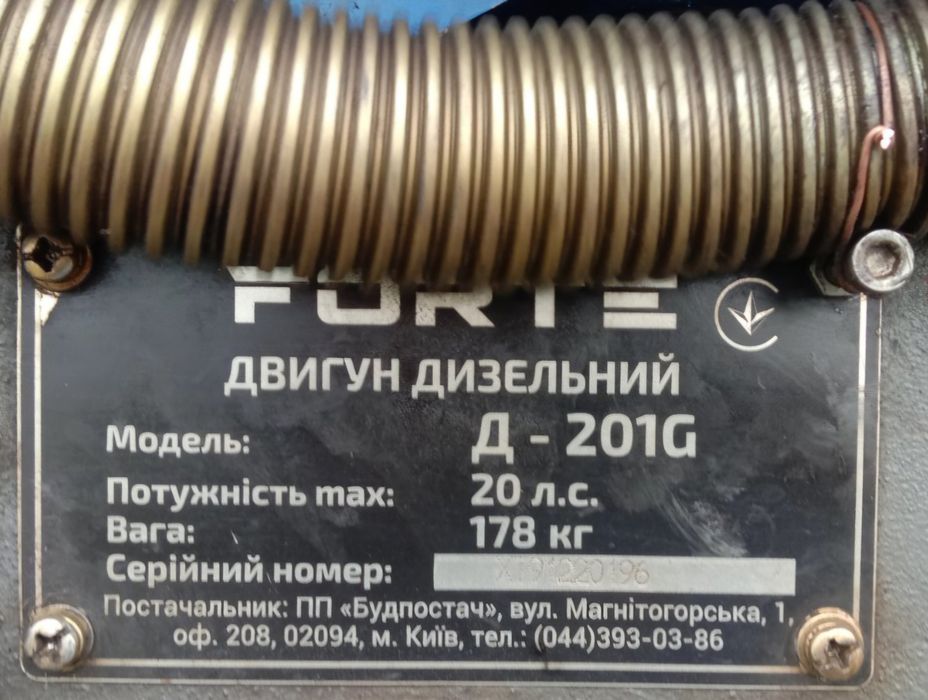 FORTE
ДВИГУН ДИЗЕЛЬНИЙ
Модель: Д - 201G
Потужність max: 20 л.с.
Вага: 178 кг
Серійний номер: XT91220196
Постачальник: ПП «Будпостач», вул. Магнітогорська, 1,
оф. 208, 02094, м. Київ, тел.: (044)393-03-86